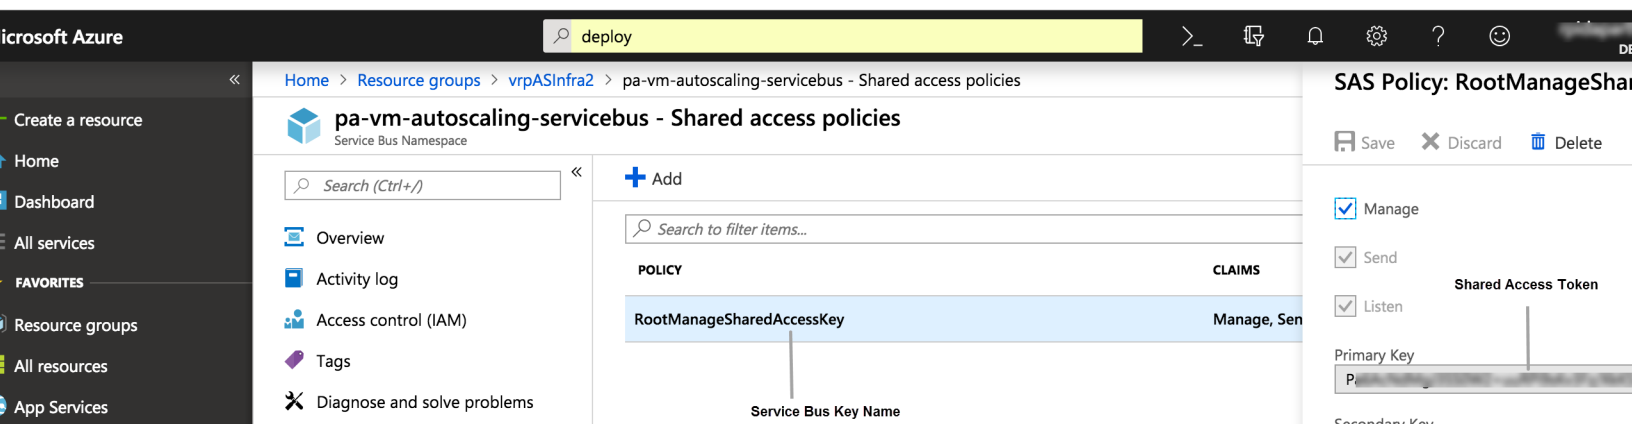 icrosoft Azure
deploy
DE
Home > Resource groups > vrpASInfra2 > pa-vm-autoscaling-servicebus - Shared access policies
SAS Policy: RootManageShar
pa-vm-autoscaling-servicebus - Shared access policies
Service Bus Namespace
Save
Discard
Delete
Create a resource
Home
Dashboard
All services
FAVORITES
Resource groups
All resources
App Services
Search (Ctrl+/)
Overview
Activity log
Access control (IAM)
Tags
Diagnose and solve problems
Add
Search to filter items...
POLICY
CLAIMS
RootManageSharedAccessKey
Manage, Sen
Service Bus Key Name
Manage
Send
Listen
Shared Access Token
Primary Key
Secondary Key